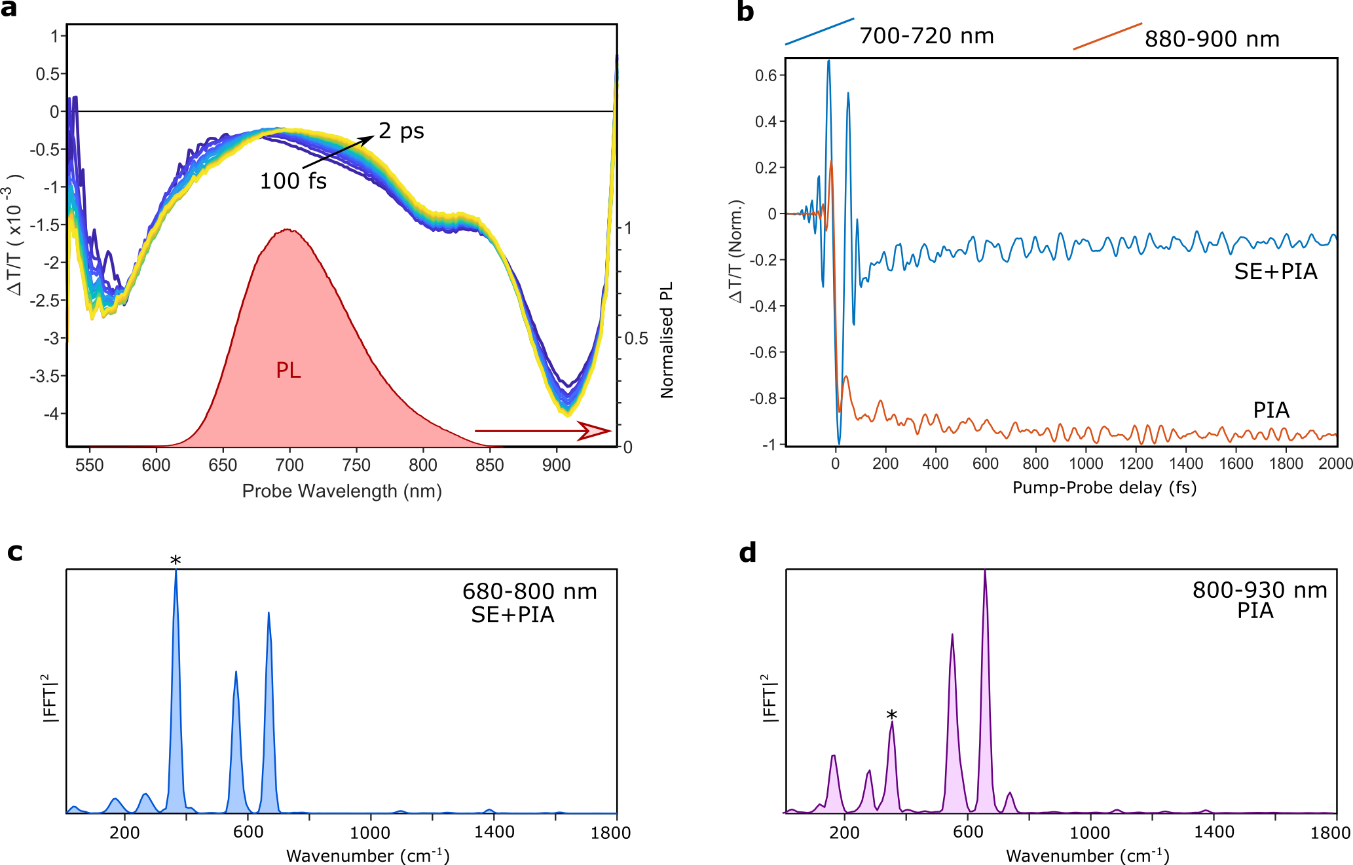 a
1
0.5
0
-0.5
-1
-1.5
-2
-2.5
-3
-3.5
-4
ΔT/T ( x10⁻³ )
2 ps
100 fs
PL
1
0.5
0
Normalised PL
550 600 650 700 750 800 850 900
Probe Wavelength (nm)
b
700-720 nm
880-900 nm
0.6
0.4
0.2
0
-0.2
-0.4
-0.6
-0.8
-1
ΔT/T (Norm.)
SE+PIA
PIA
0 200 400 600 800 1000 1200 1400 1600 1800 2000
Pump-Probe delay (fs)
c
*
680-800 nm
SE+PIA
|FFT|²
200 600 1000 1400 1800
Wavenumber (cm⁻¹)
d
*
800-930 nm
PIA
|FFT|²
200 600 1000 1400 1800
Wavenumber (cm⁻¹)